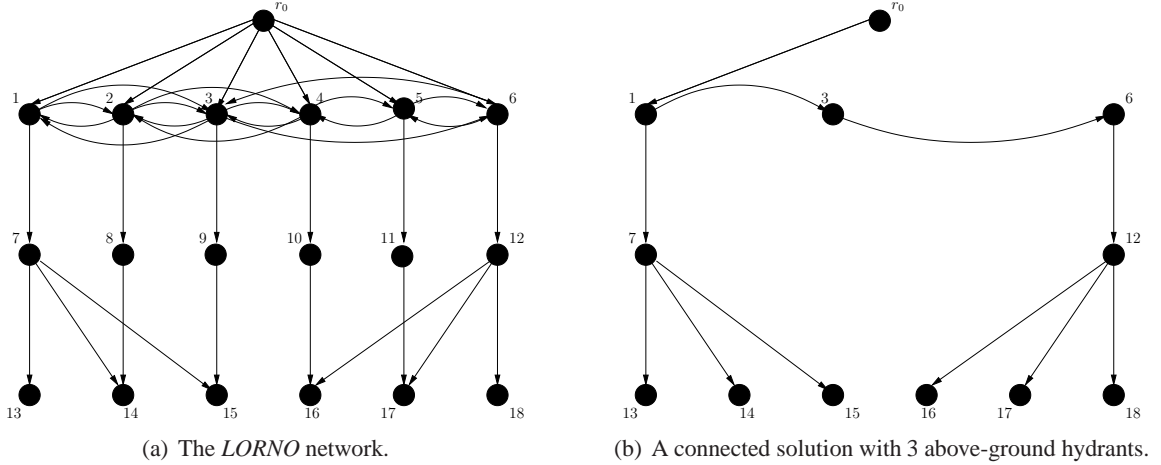 r0
1 2 3 4 5 6
7 8 9 10 11 12
13 14 15 16 17 18
(a) The LORNO network.
r0
1 3 6
7 12
13 14 15 16 17 18
(b) A connected solution with 3 above-ground hydrants.